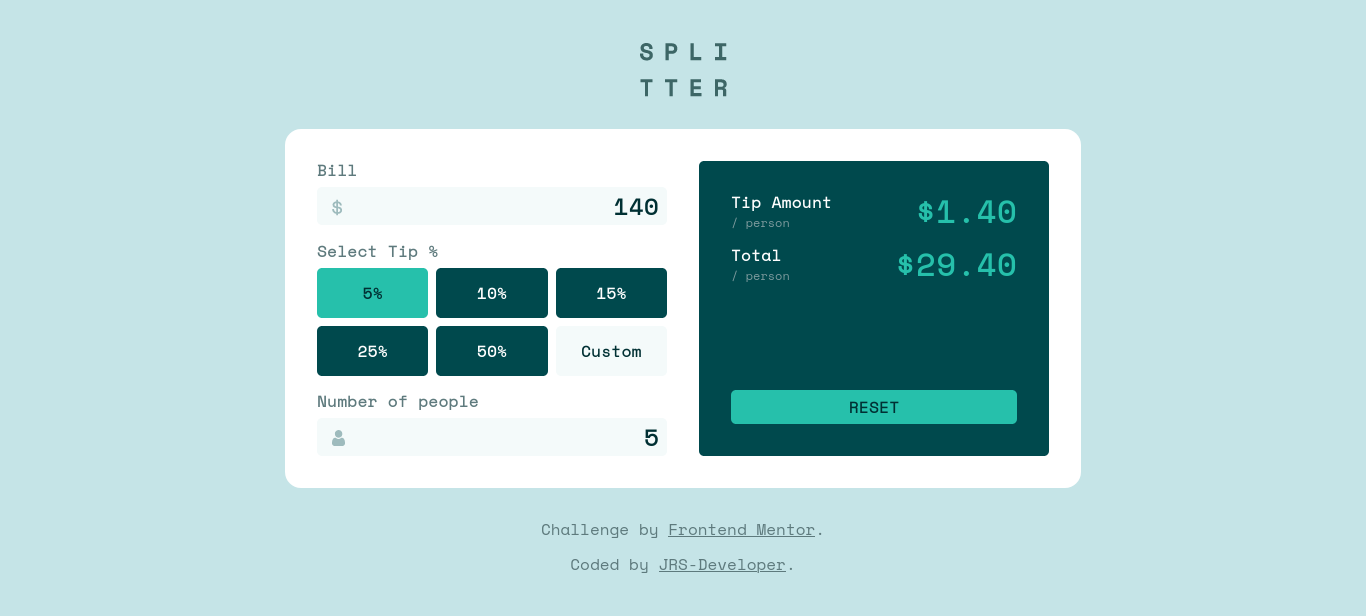 SPLI
TTER
Bill
$ 140
Select Tip %
5% 10% 15%
25% 50% Custom
Number of people
5
Tip Amount
/ person
$1.40
Total
/ person
$29.40
RESET
Challenge by Frontend Mentor.
Coded by JRS-Developer.